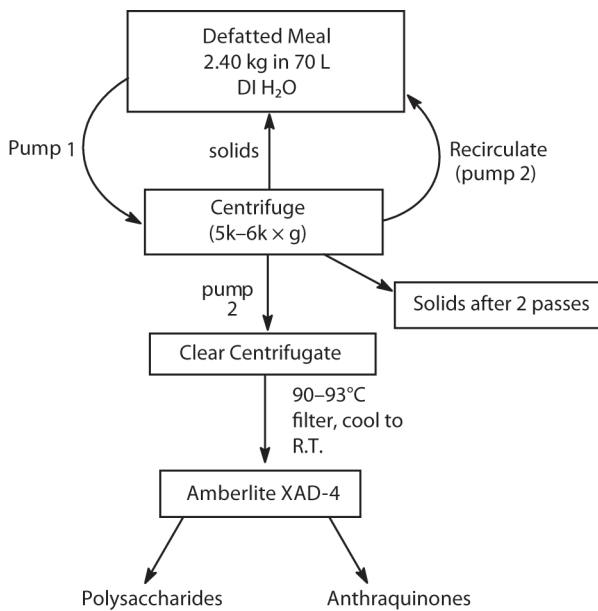 Defatted Meal
2.40 kg in 70 L
DI H₂O
Pump 1
solids
Recirculate
(pump 2)
Centrifuge
(5k–6k × g)
pump
2
Solids after 2 passes
Clear Centrifugate
90–93°C
filter, cool to
R.T.
Amberlite XAD-4
Polysaccharides
Anthraquinones